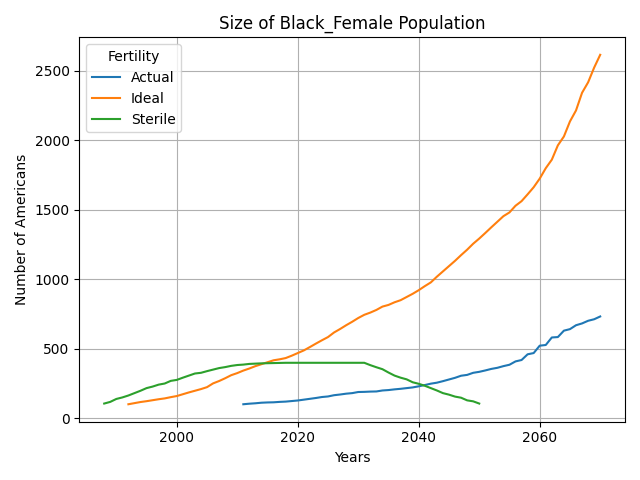 Size of Black_Female Population
Fertility
Actual
Ideal
Sterile
Number of Americans
2500
2000
1500
1000
500
0
2000
2020
2040
2060
Years